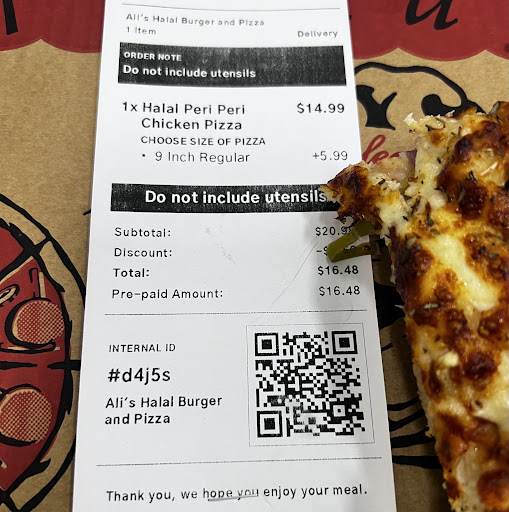 Ali's Halal Burger and Pizza
1 Item
Delivery
ORDER NOTE
Do not include utensils
1x Halal Peri Peri $14.99
Chicken Pizza
CHOOSE SIZE OF PIZZA
• 9 Inch Regular +5.99
Do not include utensils
Subtotal:
Discount:
Total: $16.48
Pre-paid Amount: $16.48
INTERNAL ID
#d4j5s
Ali's Halal Burger
and Pizza
Thank you, we hope you enjoy your meal.